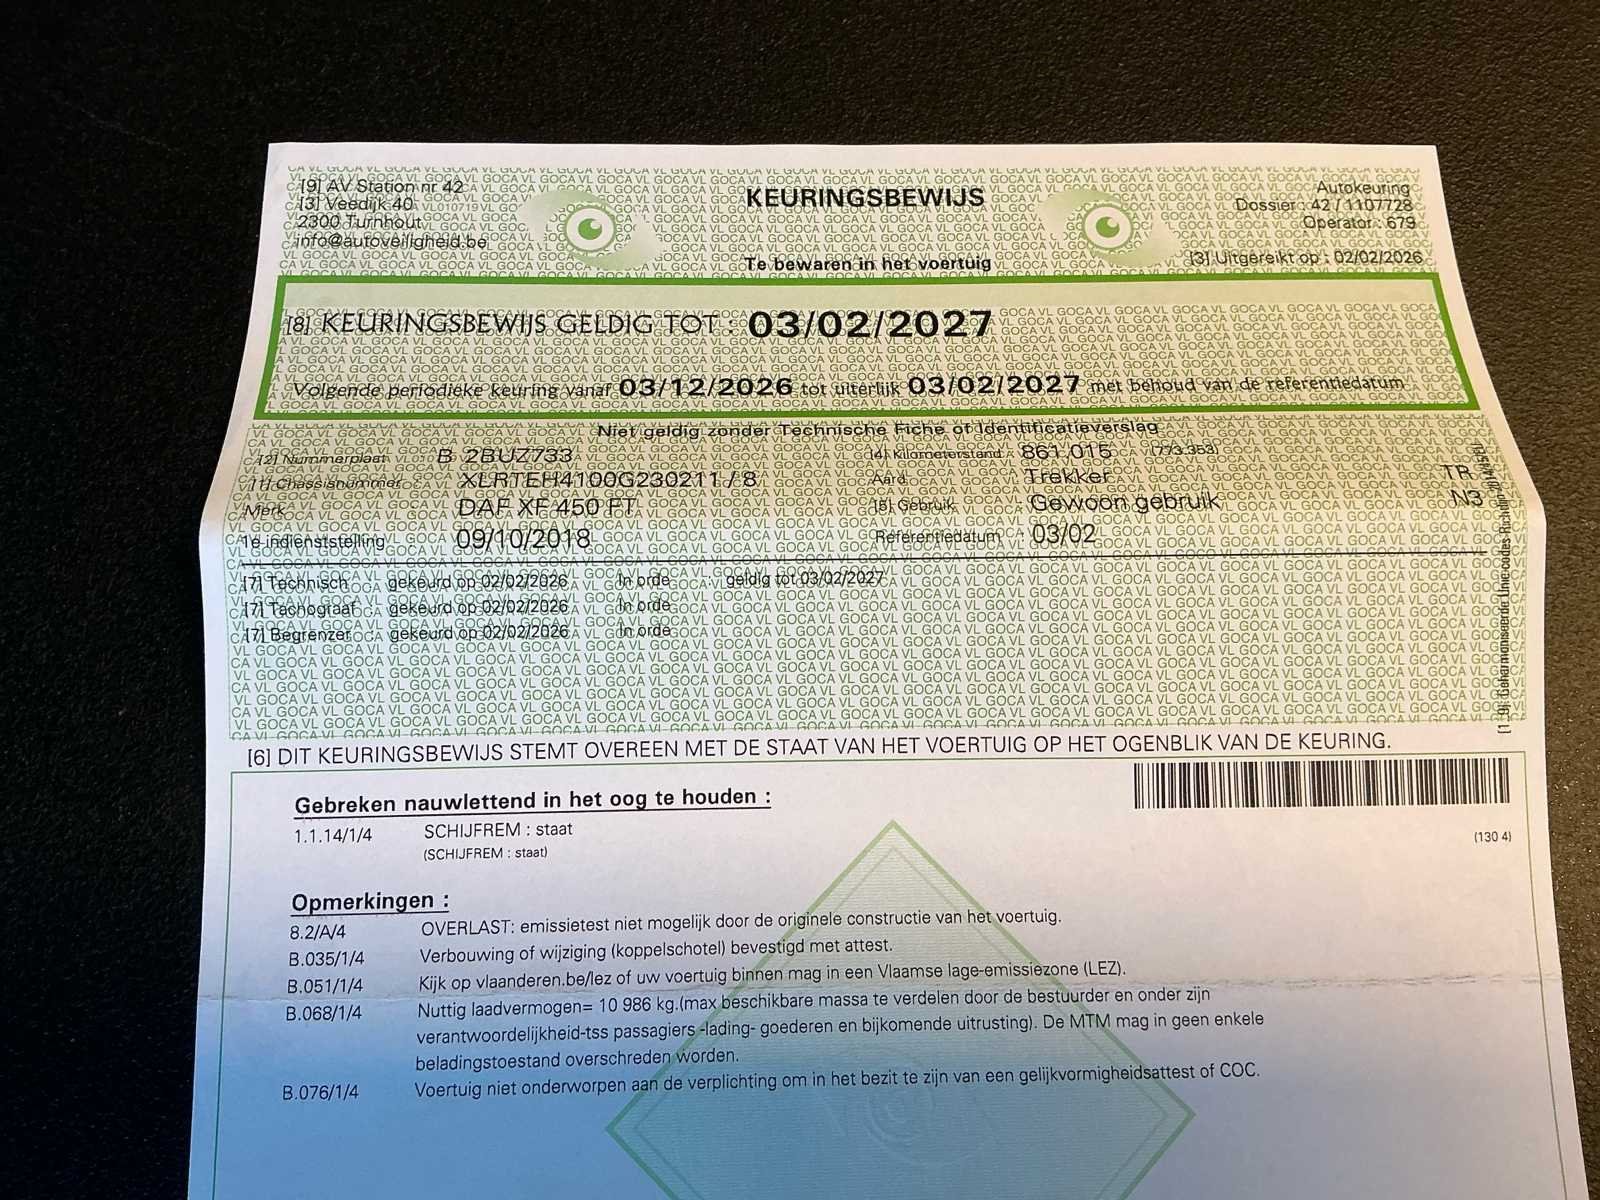 [9] AV Station nr 42
[3] Veedijk 40
2300 Turnhout
info@autoveiligheid.be
KEURINGSBEWIJS
Te bewaren in het voertuig
Autokeuring
Dossier : 42 / 1107728
Operator : 679
[3] Uitgereikt op : 02/02/2026
[8] KEURINGSBEWIJS GELDIG TOT : 03/02/2027
Volgende periodieke keuring vanaf 03/12/2026 tot uiterlijk 03/02/2027 met behoud van de referentiedatum
Niet geldig zonder Technische Fiche of Identificatieverslag
[2] Nummerplaat B 2BUZ733 [4] Kilometerstand : 861.015 (773.353)
[1] Chassisnummer XLRTEH4100G230211 / 8 Aard : Trekker TR
Merk DAF XF 450 FT [5] Gebruik : Gewoon gebruik N3
1e indienststelling 09/10/2018 Referentiedatum : 03/02
[7] Technisch : gekeurd op 02/02/2026 In orde : geldig tot 03/02/2027
[7] Tachograaf : gekeurd op 02/02/2026 In orde
[7] Begrenzer : gekeurd op 02/02/2026 In orde
[6] DIT KEURINGSBEWIJS STEMT OVEREEN MET DE STAAT VAN HET VOERTUIG OP HET OGENBLIK VAN DE KEURING.
Gebreken nauwlettend in het oog te houden :
1.1.14/1/4 SCHIJFREM : staat
(SCHIJFREM : staat)
(130 4)
Opmerkingen :
8.2/A/4 OVERLAST: emissietest niet mogelijk door de originele constructie van het voertuig.
B.035/1/4 Verbouwing of wijziging (koppelschotel) bevestigd met attest.
B.051/1/4 Kijk op vlaanderen.be/lez of uw voertuig binnen mag in een Vlaamse lage-emissiezone (LEZ).
B.068/1/4 Nuttig laadvermogen= 10 986 kg.(max beschikbare massa te verdelen door de bestuurder en onder zijn
verantwoordelijkheid-tss passagiers -lading- goederen en bijkomende uitrusting). De MTM mag in geen enkele
beladingstoestand overschreden worden.
B.076/1/4 Voertuig niet onderworpen aan de verplichting om in het bezit te zijn van een gelijkvormigheidsattest of COC.